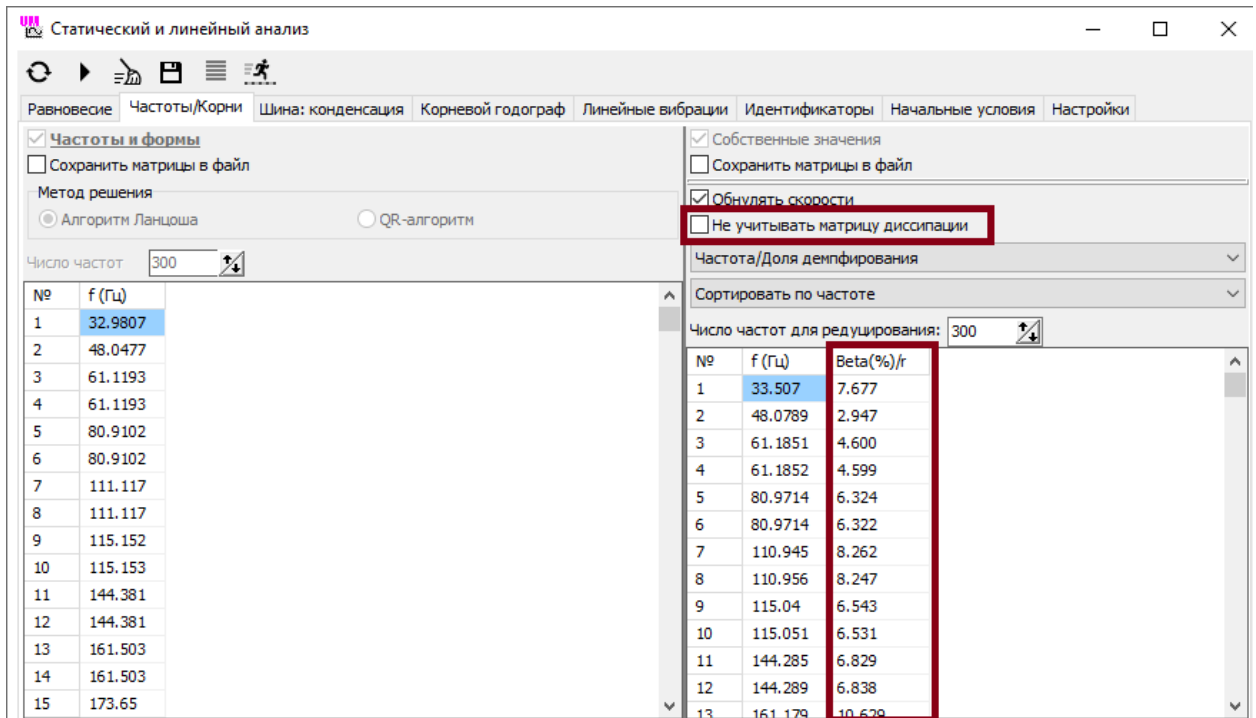 UM Статический и линейный анализ
Равновесие Частоты/Корни Шина: конденсация Корневой годограф Линейные вибрации Идентификаторы Начальные условия Настройки
Частоты и формы
Сохранить матрицы в файл
Метод решения
Алгоритм Ланцоша QR-алгоритм
Число частот 300
№ f (Гц)
1 32.9807
2 48.0477
3 61.1193
4 61.1193
5 80.9102
6 80.9102
7 111.117
8 111.117
9 115.152
10 115.153
11 144.381
12 144.381
13 161.503
14 161.503
15 173.65
Собственные значения
Сохранить матрицы в файл
Обнулять скорости
Не учитывать матрицу диссипации
Частота/Доля демпфирования
Сортировать по частоте
Число частот для редуцирования: 300
№ f (Гц) Beta(%)/r
1 33.507 7.677
2 48.0789 2.947
3 61.1851 4.600
4 61.1852 4.599
5 80.9714 6.324
6 80.9714 6.322
7 110.945 8.262
8 110.956 8.247
9 115.04 6.543
10 115.051 6.531
11 144.285 6.829
12 144.289 6.838
13 161.179 10.629